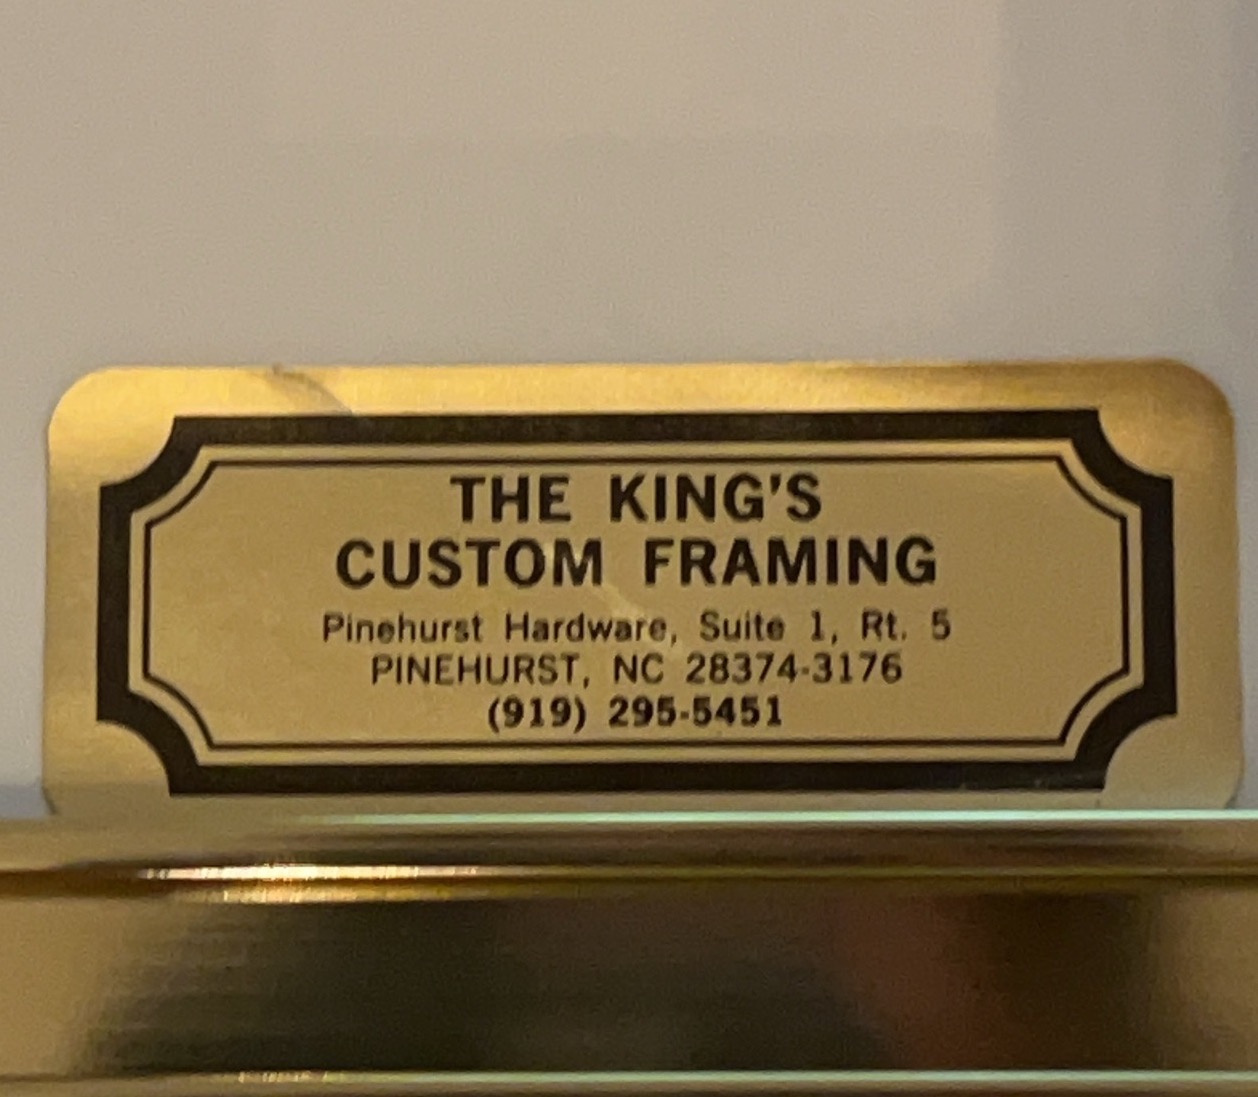 THE KING'S
CUSTOM FRAMING
Pinehurst Hardware, Suite 1, Rt. 5
PINEHURST, NC 28374-3176
(919) 295-5451